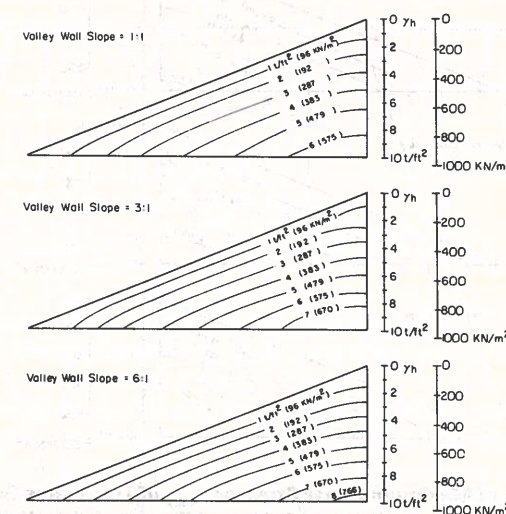 Valley Wall Slope = 1:1
1 t/ft² (96 KN/m²)
2 (192
3 (287
4 (383)
5 (479)
6 (575)
0 γh
2
4
6
8
10 t/ft²
0
200
400
600
800
1000 KN/m
Valley Wall Slope = 3:1
1 t/ft² (96 KN/m²)
2 (192 )
3 (287 )
4 (383)
5 (479)
6 (575)
7 (670)
0 γh
2
4
6
8
10 t/ft²
0
200
400
600
800
1000 KN/m²
Valley Wall Slope = 6:1
1 t/ft² (96 KN/m²)
2 (192)
3 (287)
4 (383)
5 (479)
6 (575)
7 (670)
8 (766)
0 γh
2
4
6
8
10 t/ft²
0
200
400
600
800
1000 KN/m²